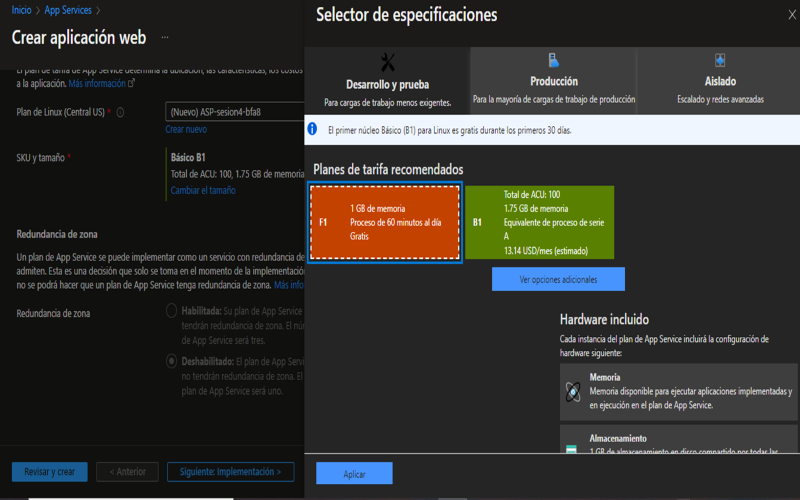 Inicio > App Services >
Crear aplicación web ...
El plan de tarifa de App Service determina la ubicación, las características, los costos
a la aplicación. Más información
Plan de Linux (Central US) *
(Nuevo) ASP-sesion4-bfa8
Crear nuevo
SKU y tamaño *
Básico B1
Total de ACU: 100, 1.75 GB de memoria
Cambiar el tamaño
Redundancia de zona
Un plan de App Service se puede implementar como un servicio con redundancia de
admiten. Esta es una decisión que solo se toma en el momento de la implementación
no se podrá hacer que un plan de App Service tenga redundancia de zona. Más info
Redundancia de zona
Habilitada: Su plan de App Service
tendrán redundancia de zona. El nú
de App Service será tres.
Deshabilitado: El plan de App Servic
no tendrán redundancia de zona. El
plan de App Service será uno.
Revisar y crear
< Anterior
Siguiente: Implementación >
Selector de especificaciones
Desarrollo y prueba
Para cargas de trabajo menos exigentes.
Producción
Para la mayoría de cargas de trabajo de producción
Aislado
Escalado y redes avanzadas
El primer núcleo Básico (B1) para Linux es gratis durante los primeros 30 días.
Planes de tarifa recomendados
F1
1 GB de memoria
Proceso de 60 minutos al día
Gratis
B1
Total de ACU: 100
1.75 GB de memoria
Equivalente de proceso de serie
A
13.14 USD/mes (estimado)
Ver opciones adicionales
Hardware incluido
Cada instancia del plan de App Service incluirá la configuración de
hardware siguiente:
Memoria
Memoria disponible para ejecutar aplicaciones implementadas y
en ejecución en el plan de App Service.
Almacenamiento
1 GB de almacenamiento en disco compartido por todas las
Aplicar